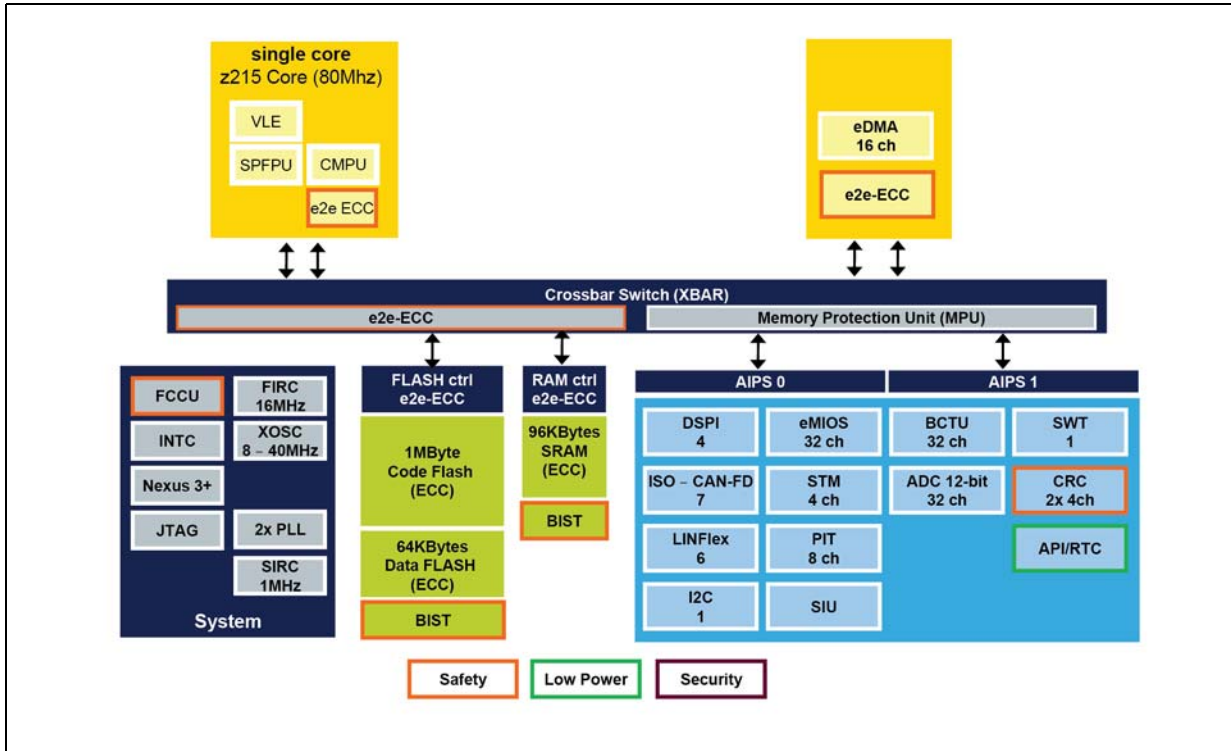 single core
z215 Core (80Mhz)
VLE
SPFPU
CMPU
e2e ECC
eDMA
16 ch
e2e-ECC
Crossbar Switch (XBAR)
e2e-ECC
Memory Protection Unit (MPU)
FCCU
FIRC
16MHz
INTC
XOSC
8 – 40MHz
Nexus 3+
JTAG
2x PLL
SIRC
1MHz
System
FLASH ctrl
e2e-ECC
1MByte
Code Flash
(ECC)
64KBytes
Data FLASH
(ECC)
BIST
RAM ctrl
e2e-ECC
96KBytes
SRAM
(ECC)
BIST
AIPS 0
AIPS 1
DSPI
4
eMIOS
32 ch
BCTU
32 ch
SWT
1
ISO – CAN-FD
7
STM
4 ch
ADC 12-bit
32 ch
CRC
2x 4ch
LINFlex
6
PIT
8 ch
API/RTC
I2C
1
SIU
Safety
Low Power
Security